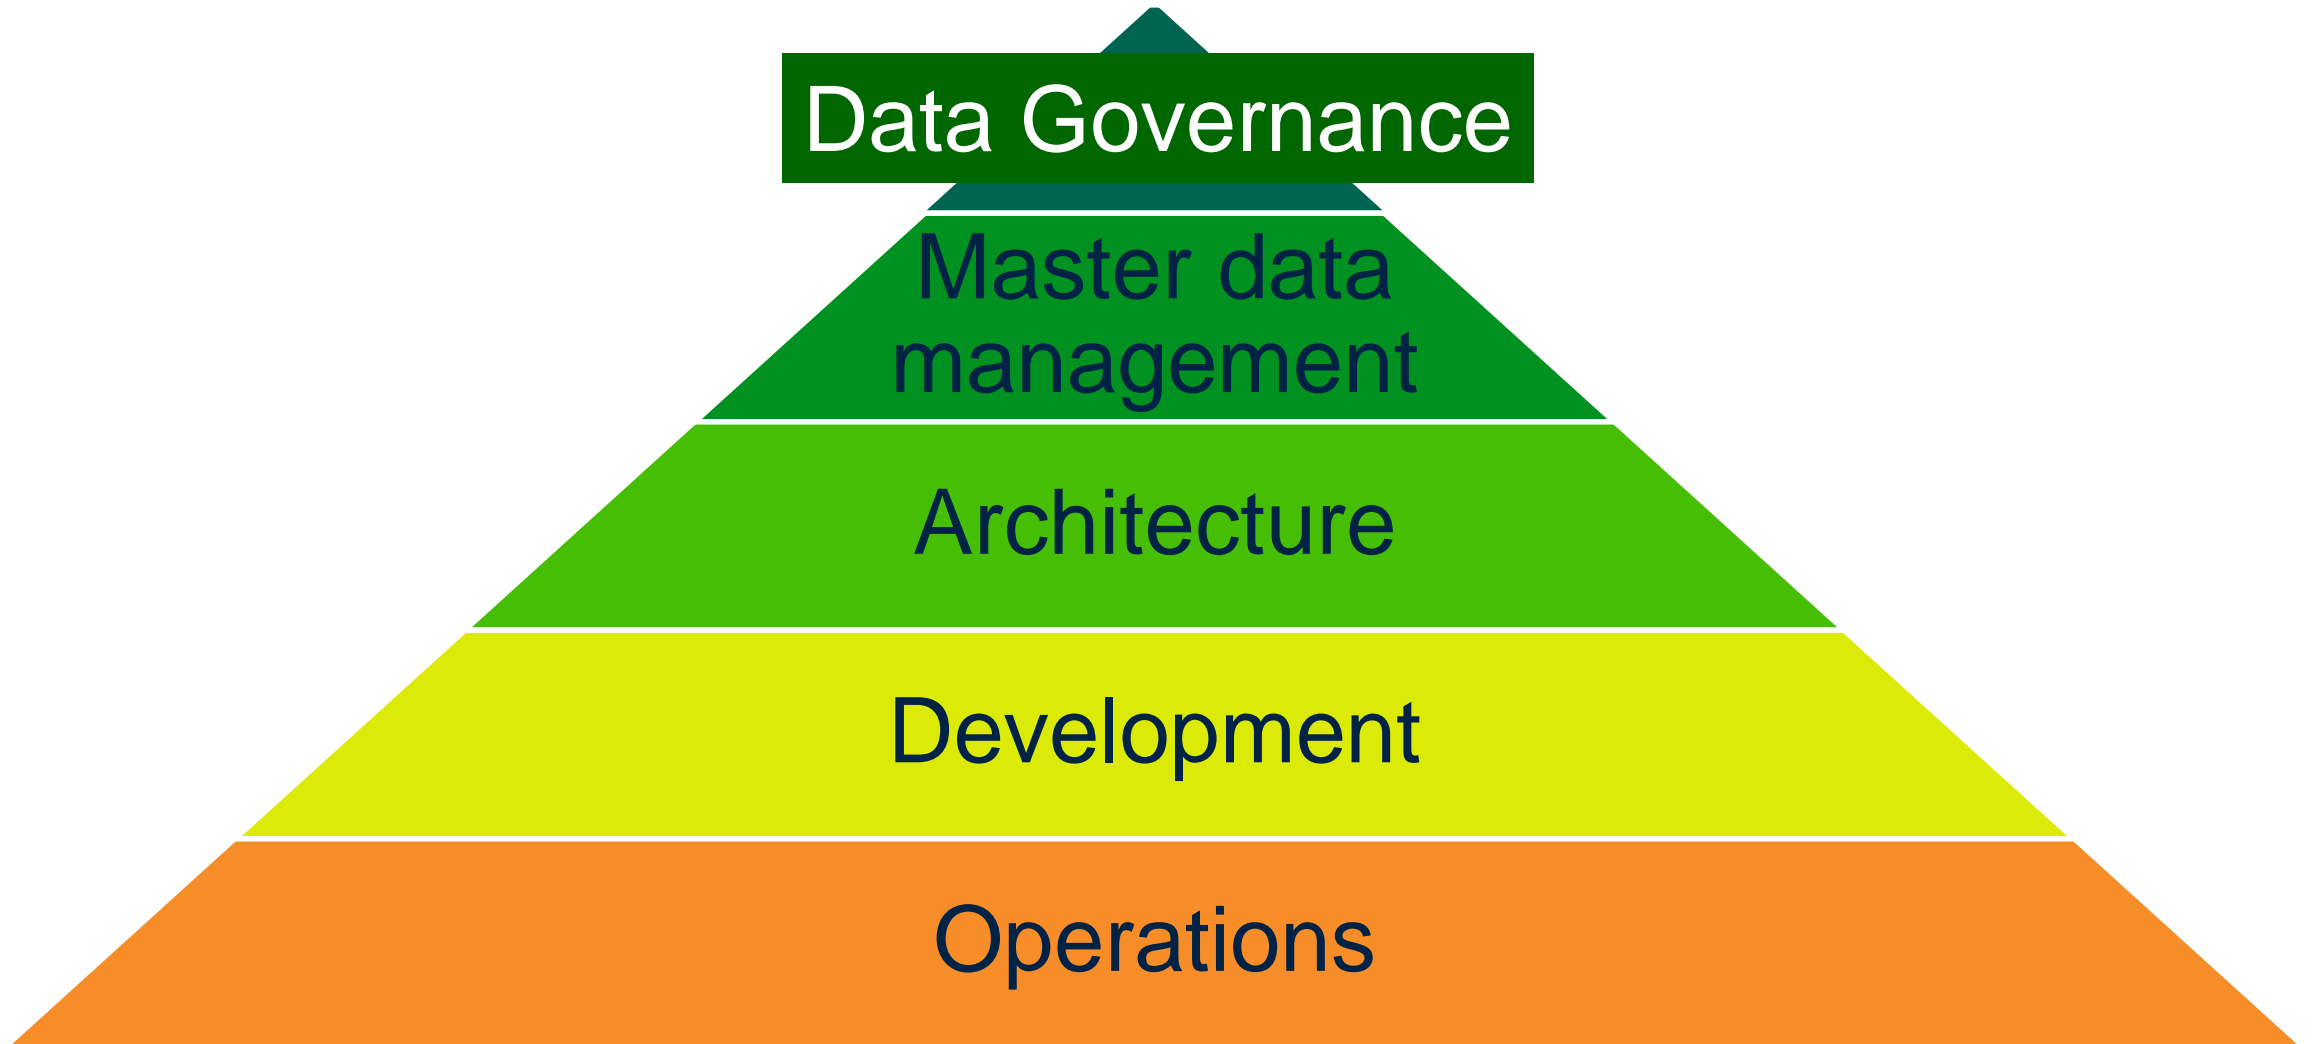 Data Governance
Master data
management
Architecture
Development
Operations